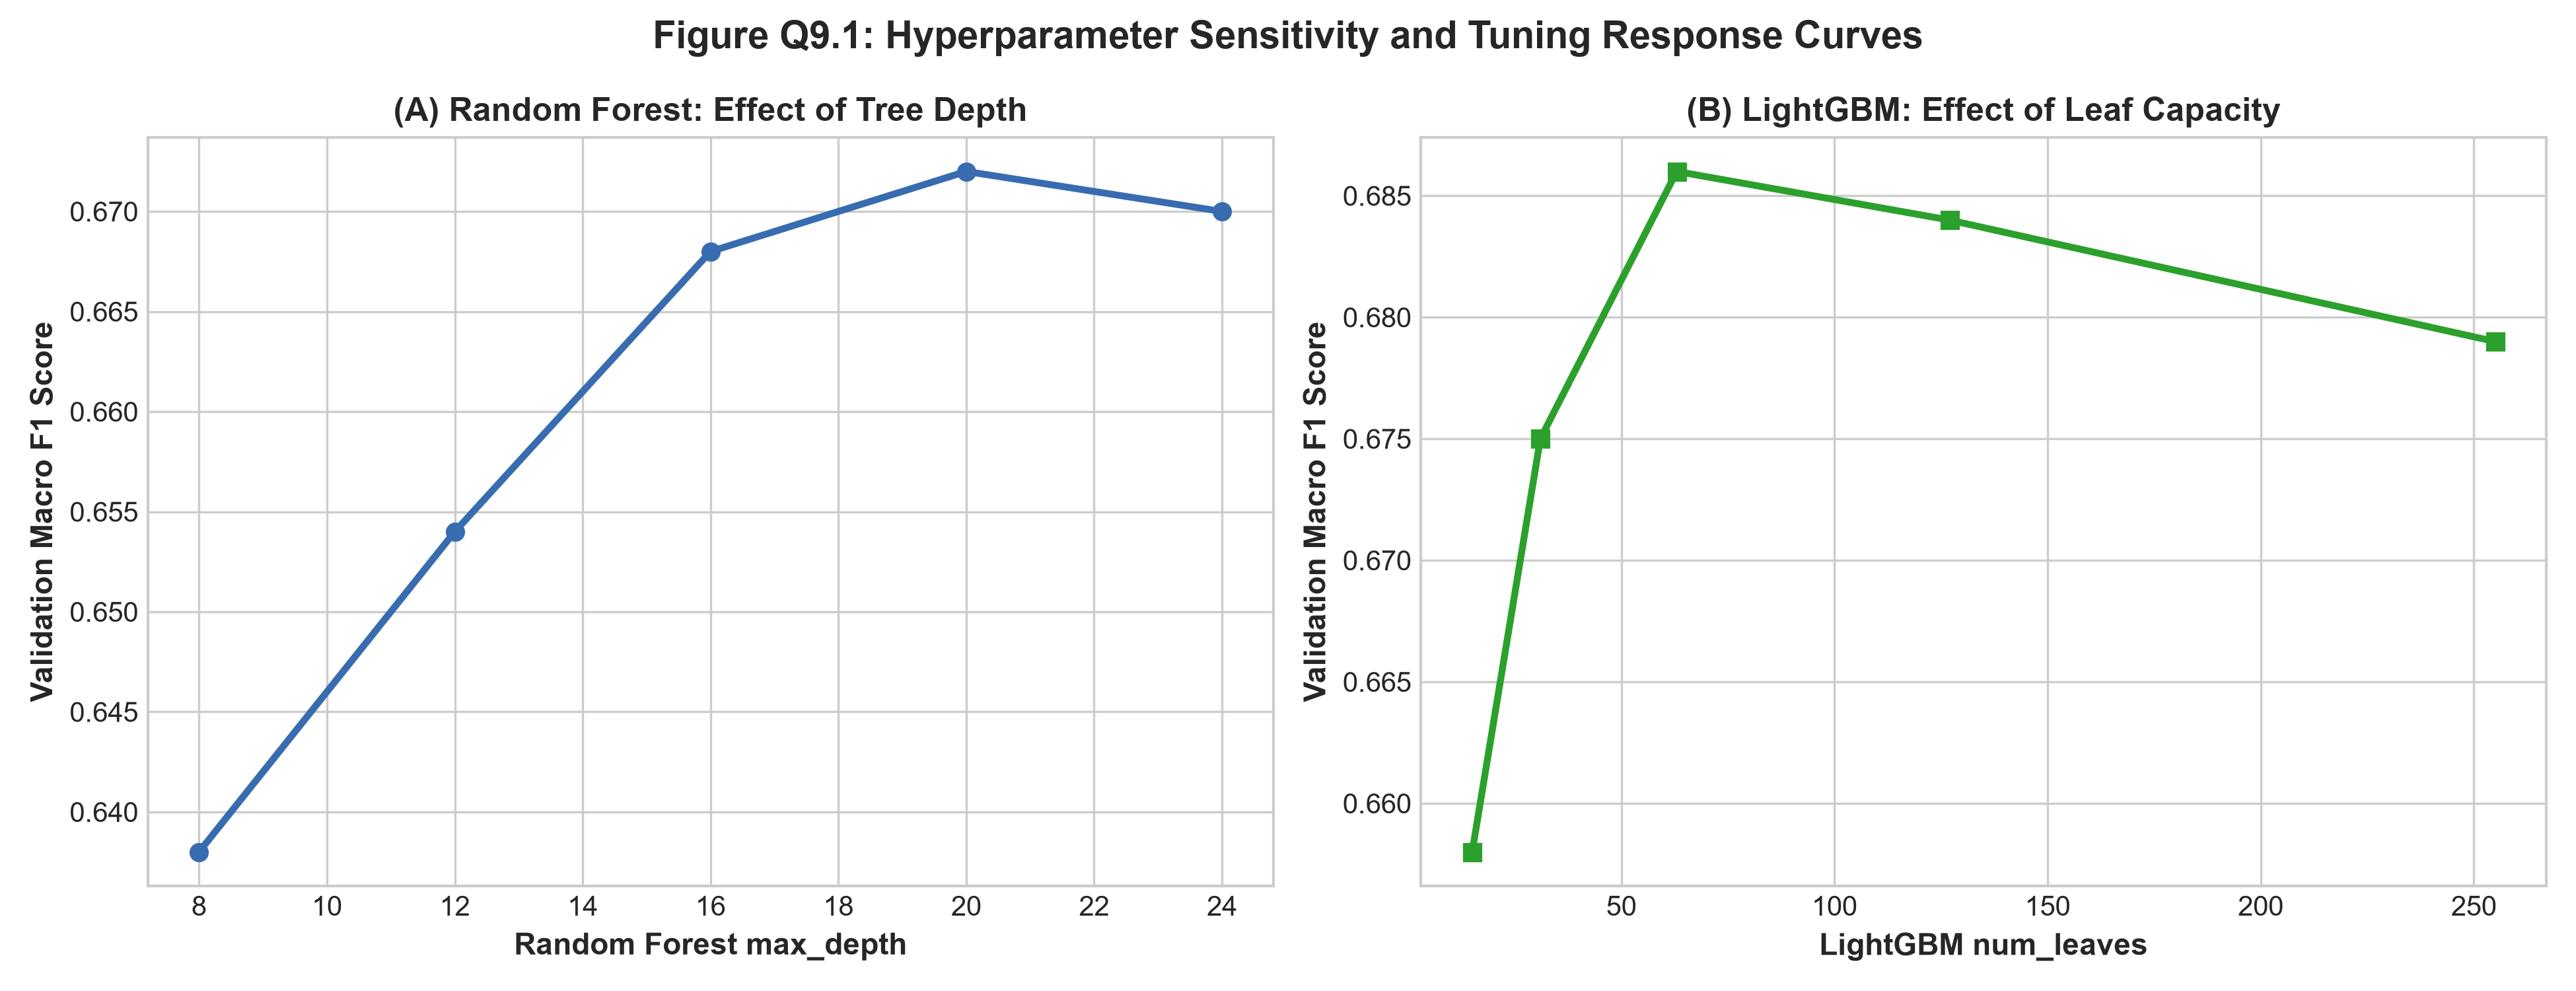 Figure Q9.1: Hyperparameter Sensitivity and Tuning Response Curves
(A) Random Forest: Effect of Tree Depth
Validation Macro F1 Score
0.670
0.665
0.660
0.655
0.650
0.645
0.640
8 10 12 14 16 18 20 22 24
Random Forest max_depth
(B) LightGBM: Effect of Leaf Capacity
Validation Macro F1 Score
0.685
0.680
0.675
0.670
0.665
0.660
50 100 150 200 250
LightGBM num_leaves